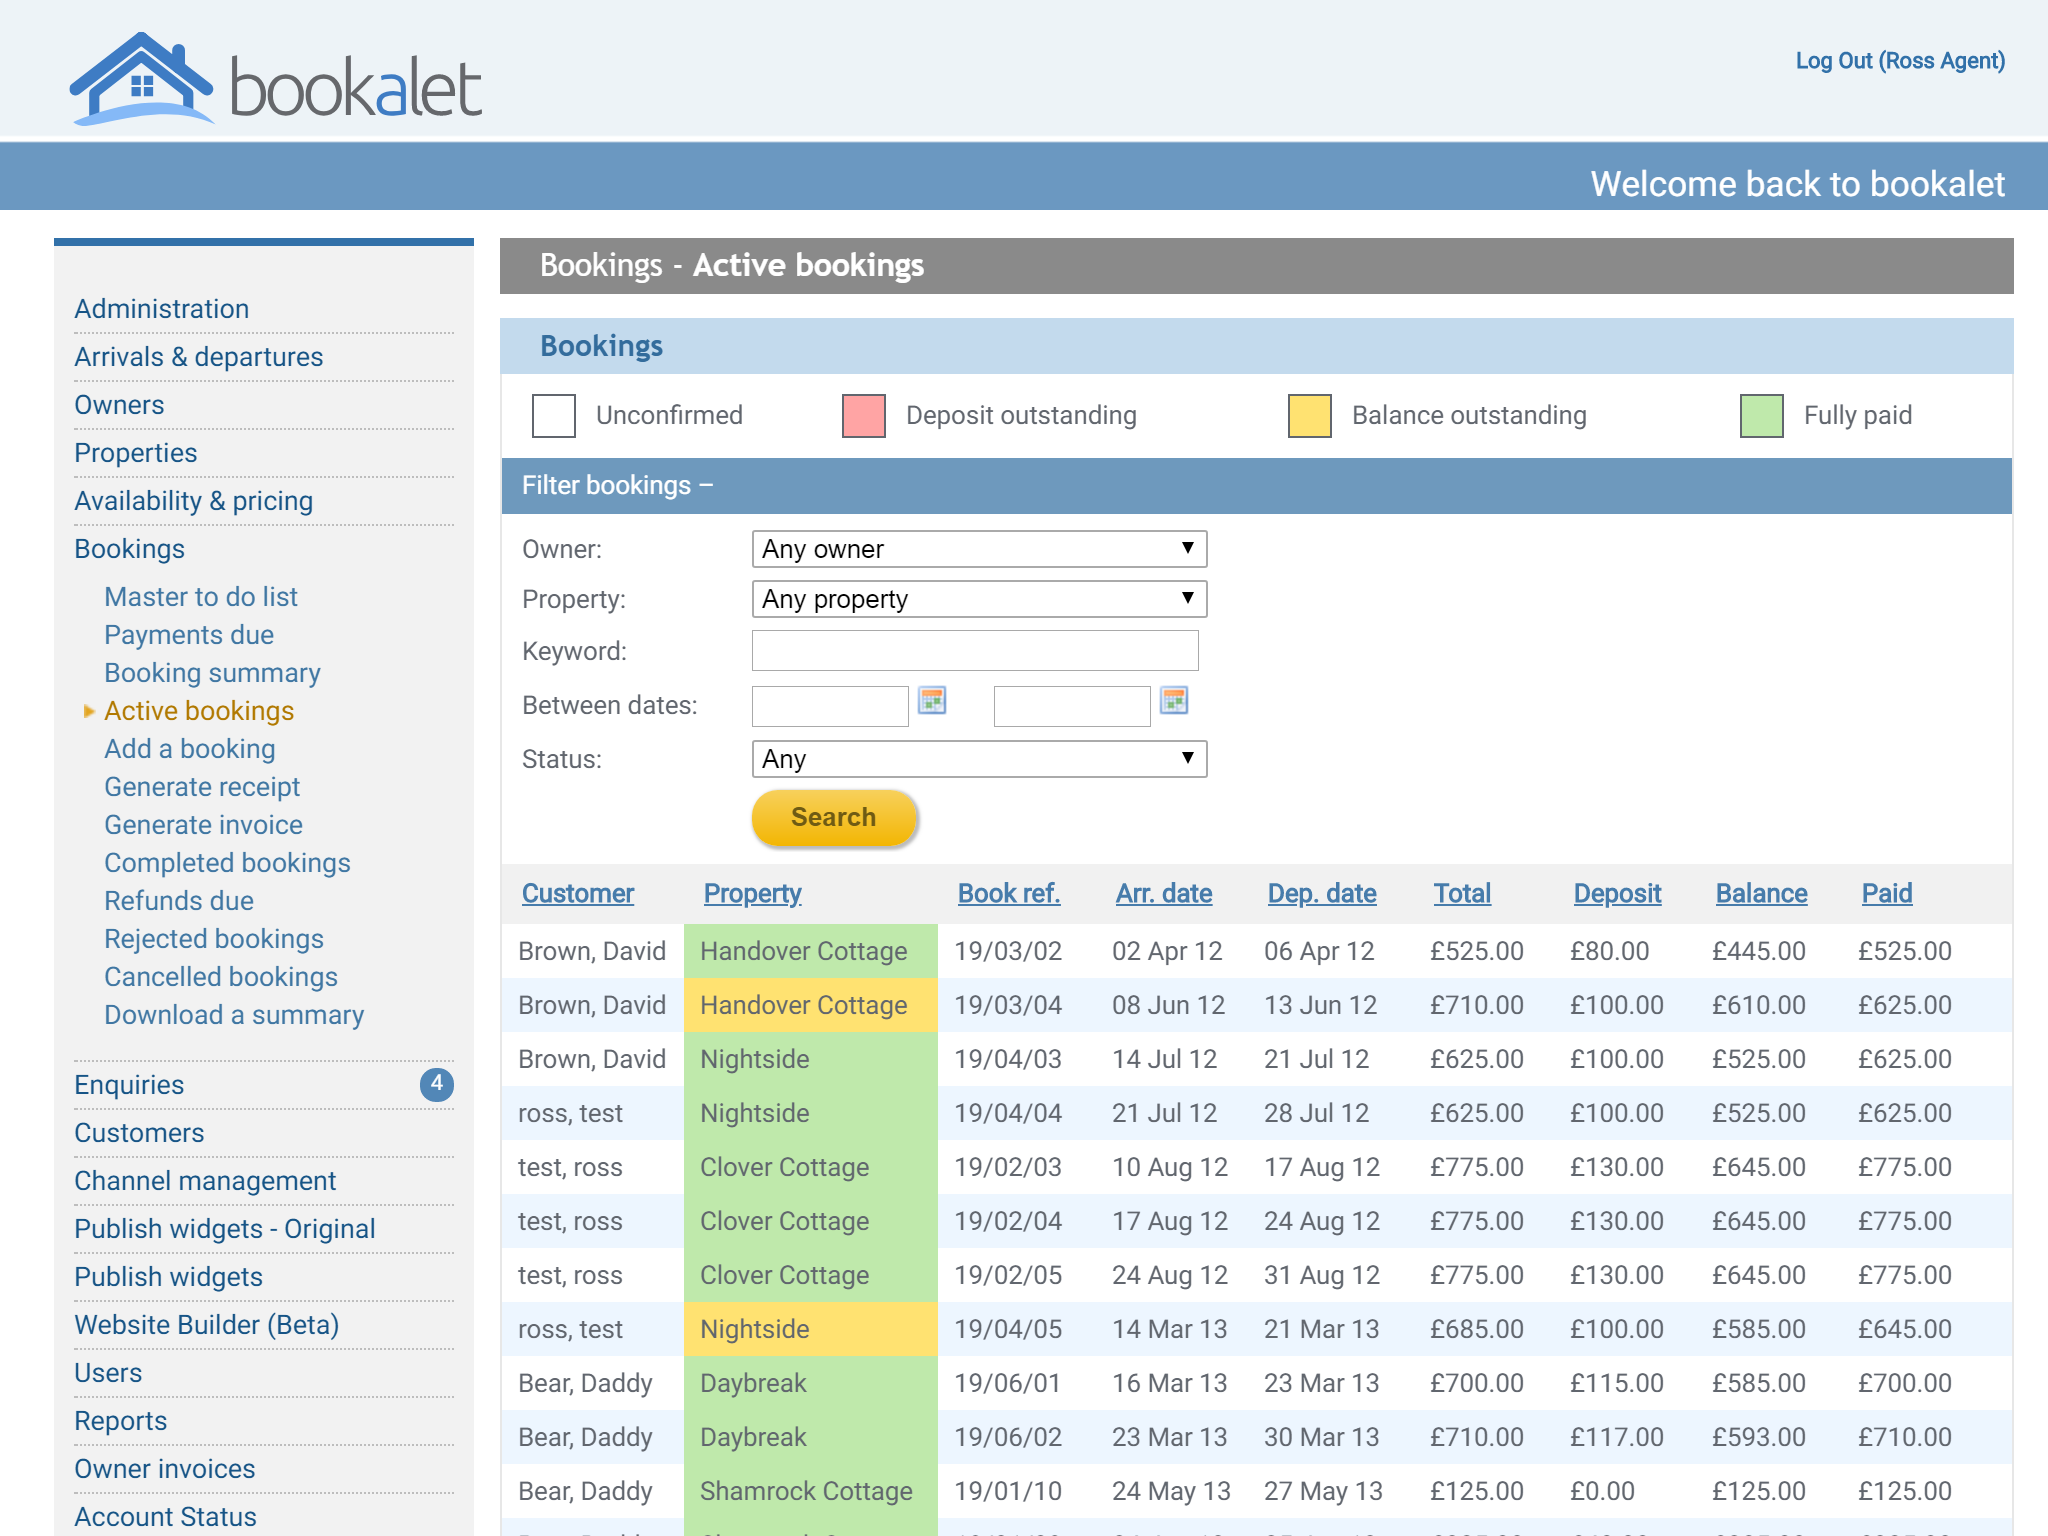 bookalet
Log Out (Ross Agent)
Welcome back to bookalet
Administration
Arrivals & departures
Owners
Properties
Availability & pricing
Bookings
Master to do list
Payments due
Booking summary
Active bookings
Add a booking
Generate receipt
Generate invoice
Completed bookings
Refunds due
Rejected bookings
Cancelled bookings
Download a summary
Enquiries 4
Customers
Channel management
Publish widgets - Original
Publish widgets
Website Builder (Beta)
Users
Reports
Owner invoices
Account Status
Bookings - Active bookings
Bookings
Unconfirmed Deposit outstanding Balance outstanding Fully paid
Filter bookings –
Owner: Any owner
Property: Any property
Keyword:
Between dates:
Status: Any
Search
Customer Property Book ref. Arr. date Dep. date Total Deposit Balance Paid
Brown, David Handover Cottage 19/03/02 02 Apr 12 06 Apr 12 £525.00 £80.00 £445.00 £525.00
Brown, David Handover Cottage 19/03/04 08 Jun 12 13 Jun 12 £710.00 £100.00 £610.00 £625.00
Brown, David Nightside 19/04/03 14 Jul 12 21 Jul 12 £625.00 £100.00 £525.00 £625.00
ross, test Nightside 19/04/04 21 Jul 12 28 Jul 12 £625.00 £100.00 £525.00 £625.00
test, ross Clover Cottage 19/02/03 10 Aug 12 17 Aug 12 £775.00 £130.00 £645.00 £775.00
test, ross Clover Cottage 19/02/04 17 Aug 12 24 Aug 12 £775.00 £130.00 £645.00 £775.00
test, ross Clover Cottage 19/02/05 24 Aug 12 31 Aug 12 £775.00 £130.00 £645.00 £775.00
ross, test Nightside 19/04/05 14 Mar 13 21 Mar 13 £685.00 £100.00 £585.00 £645.00
Bear, Daddy Daybreak 19/06/01 16 Mar 13 23 Mar 13 £700.00 £115.00 £585.00 £700.00
Bear, Daddy Daybreak 19/06/02 23 Mar 13 30 Mar 13 £710.00 £117.00 £593.00 £710.00
Bear, Daddy Shamrock Cottage 19/01/10 24 May 13 27 May 13 £125.00 £0.00 £125.00 £125.00